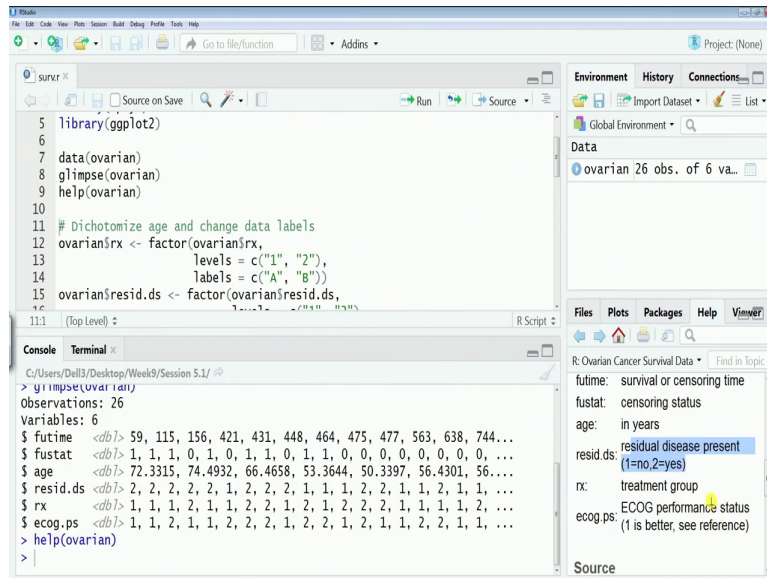 RStudio
File Edit Code View Plots Session Build Debug Profile Tools Help
Go to file/function Addins Project: (None)
surv.r
Source on Save Run Source
5 library(ggplot2)
6
7 data(ovarian)
8 glimpse(ovarian)
9 help(ovarian)
10
11 # Dichotomize age and change data labels
12 ovarian$rx <- factor(ovarian$rx,
13 levels = c("1", "2"),
14 labels = c("A", "B"))
15 ovarian$resid.ds <- factor(ovarian$resid.ds,
16 levels = c("1", "2")
11:1 (Top Level) R Script
Console Terminal
C:/Users/Dell3/Desktop/Week9/Session 5.1/
> glimpse(ovarian)
Observations: 26
Variables: 6
$ futime <dbl> 59, 115, 156, 421, 431, 448, 464, 475, 477, 563, 638, 744...
$ fustat <dbl> 1, 1, 1, 0, 1, 0, 1, 1, 0, 1, 1, 0, 0, 0, 0, 0, 0, 0, ...
$ age <dbl> 72.3315, 74.4932, 66.4658, 53.3644, 50.3397, 56.4301, 56....
$ resid.ds <dbl> 2, 2, 2, 2, 2, 1, 2, 2, 2, 1, 1, 1, 2, 2, 1, 1, 2, 1, 1, ...
$ rx <dbl> 1, 1, 1, 2, 1, 1, 2, 2, 1, 2, 1, 2, 2, 2, 1, 1, 1, 1, 2, ...
$ ecog.ps <dbl> 1, 1, 2, 1, 1, 2, 2, 2, 1, 2, 2, 1, 2, 1, 1, 2, 2, 1, ...
> help(ovarian)
>
Environment History Connections
Import Dataset List
Global Environment
Data
ovarian 26 obs. of 6 va…
Files Plots Packages Help Viewer
R: Ovarian Cancer Survival Data Find in Topic
futime: survival or censoring time
fustat: censoring status
age: in years
resid.ds: residual disease present
(1=no,2=yes)
rx: treatment group
ecog.ps: ECOG performance status
(1 is better, see reference)
Source